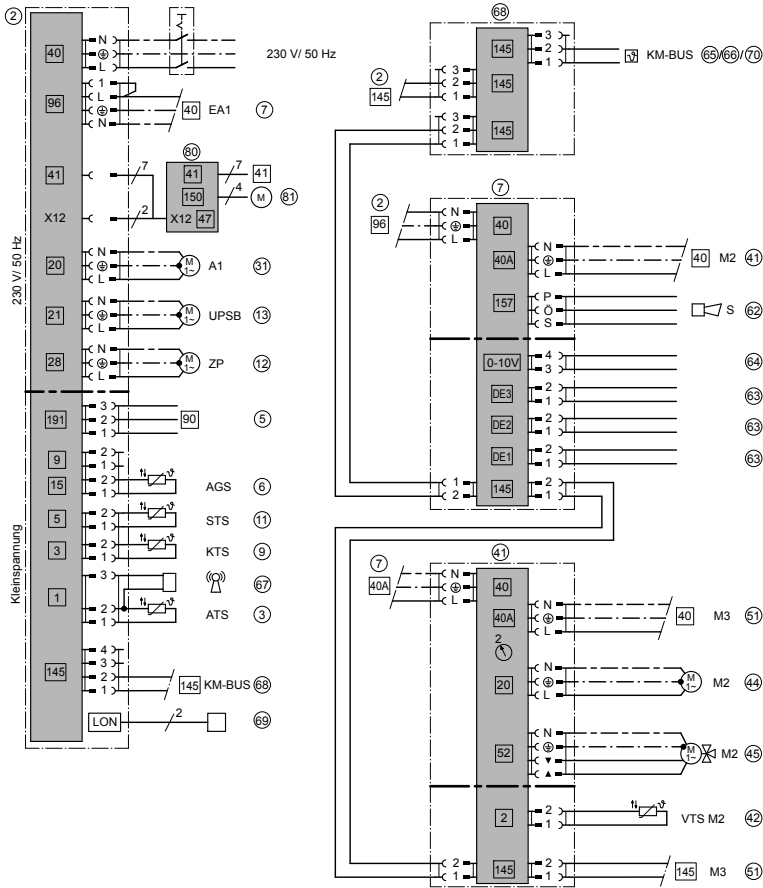 2
230 V/ 50 Hz
40
N
L
230 V/ 50 Hz
96
1
L
N
40 EA1 7
41
7
80
41
7
41
150
4
M 81
X12
2
X12 47
20
N
L
M
1~
A1 31
21
N
L
M
1~
UPSB 13
28
N
L
M
1~
ZP 12
Kleinspannung
191
3
2
1
90 5
9
2
1
15
2
1
ϑ
AGS 6
5
2
1
ϑ
STS 11
3
2
1
ϑ
KTS 9
1
3
67
2
1
ϑ
ATS 3
145
4
3
2
1
145 KM-BUS 68
LON
2
69
68
145
3
2
1
ϑ KM-BUS 65/66/70
2
145
3
2
1
145
3
2
1
145
7
2
96
N
L
40
40A
N
L
40 M2 41
157
P
Ö
S
S 62
0-10V
4
3
64
DE3
2
1
63
DE2
2
1
63
DE1
2
1
63
1
2
145
2
1
41
7
40A
N
L
40
40A
N
L
40 M3 51
2
20
N
L
M
1~
M2 44
52
N
▼
▲
M
1~
M2 45
2
2
1
ϑ
VTS M2 42
2
1
145
2
1
145 M3 51